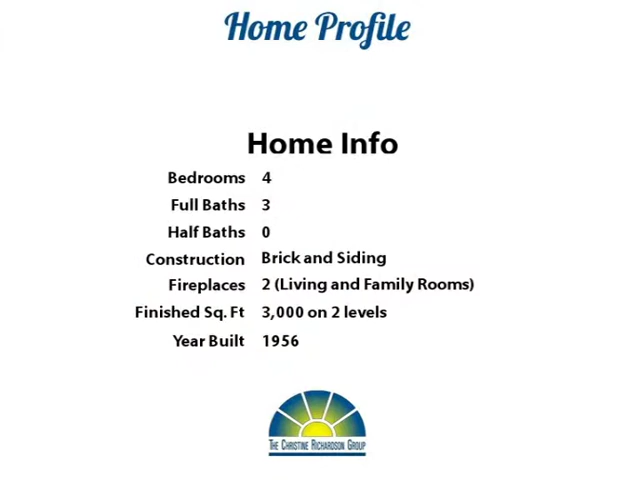 Home Profile
Home Info
Bedrooms 4
Full Baths 3
Half Baths 0
Construction Brick and Siding
Fireplaces 2 (Living and Family Rooms)
Finished Sq. Ft 3,000 on 2 levels
Year Built 1956
The Christine Richardson Group